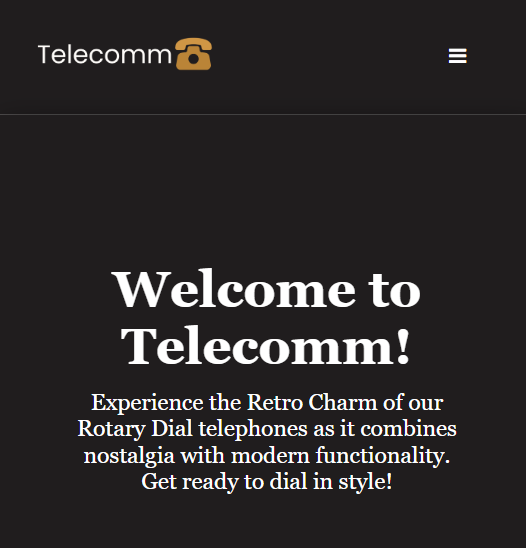 Telecomm
Welcome to
Telecomm!
Experience the Retro Charm of our
Rotary Dial telephones as it combines
nostalgia with modern functionality.
Get ready to dial in style!